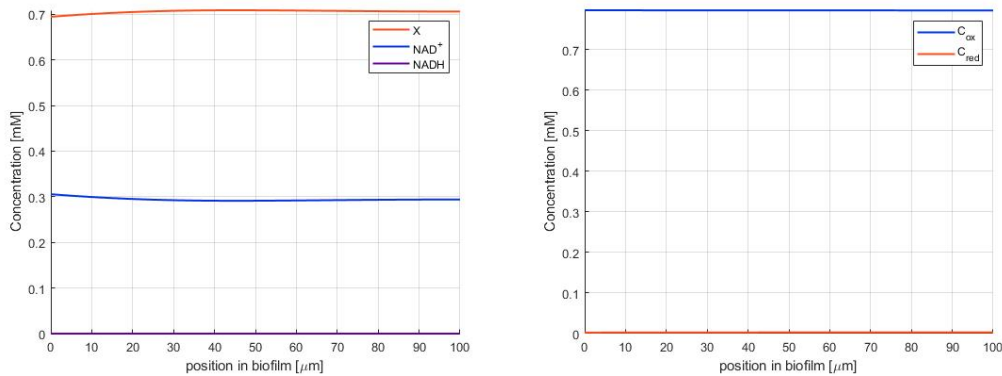 0.7
0.6
0.5
0.4
0.3
0.2
0.1
0
Concentration [mM]
0 10 20 30 40 50 60 70 80 90 100
position in biofilm [μm]
X
NAD⁺
NADH
0.7
0.6
0.5
0.4
0.3
0.2
0.1
0
Concentration [mM]
0 10 20 30 40 50 60 70 80 90 100
position in biofilm [μm]
C_ox
C_red